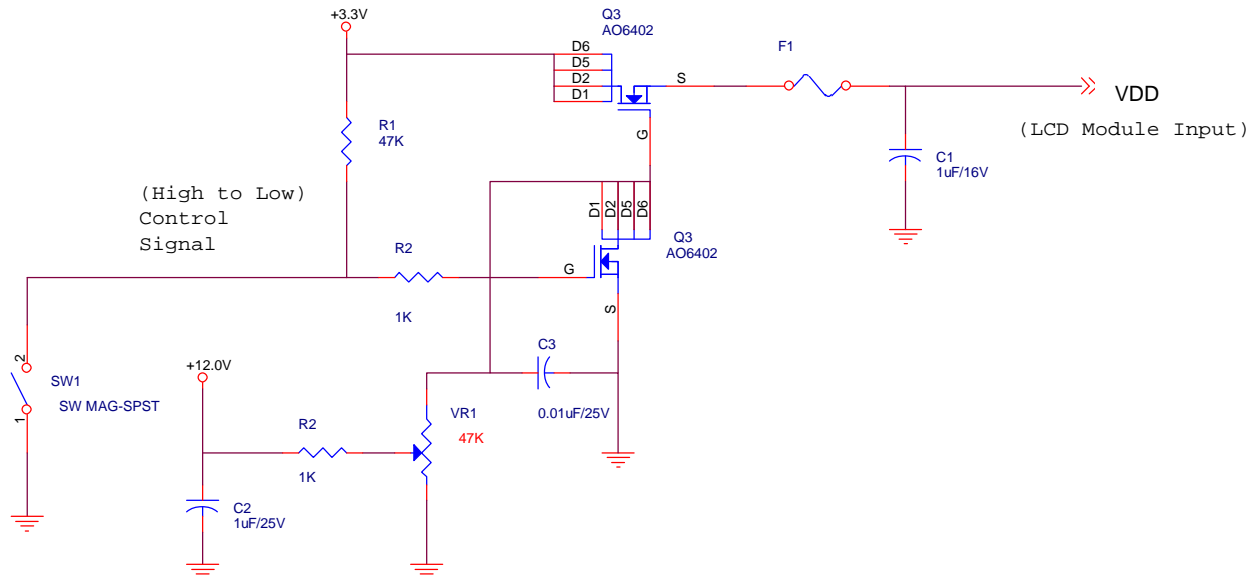 +3.3V
Q3
AO6402
D6
D5
D2
D1
S
G
F1
VDD
(LCD Module Input)
C1
1uF/16V
R1
47K
(High to Low)
Control
Signal
R2
1K
G
D1
D2
D5
D6
Q3
AO6402
S
C3
0.01uF/25V
2
1
SW1
SW MAG-SPST
+12.0V
R2
1K
VR1
47K
C2
1uF/25V